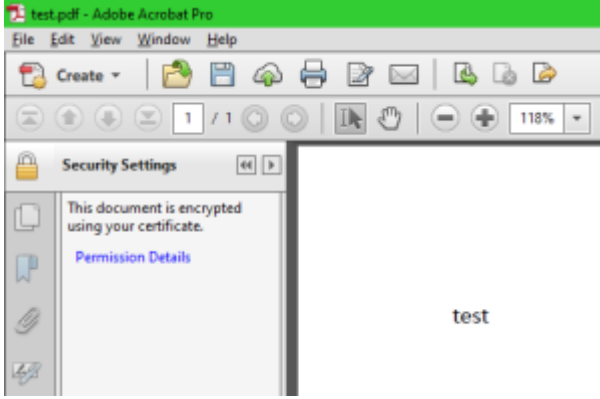 test.pdf - Adobe Acrobat Pro
File Edit View Window Help
Create
1 / 1 118%
Security Settings
This document is encrypted
using your certificate.
Permission Details
test